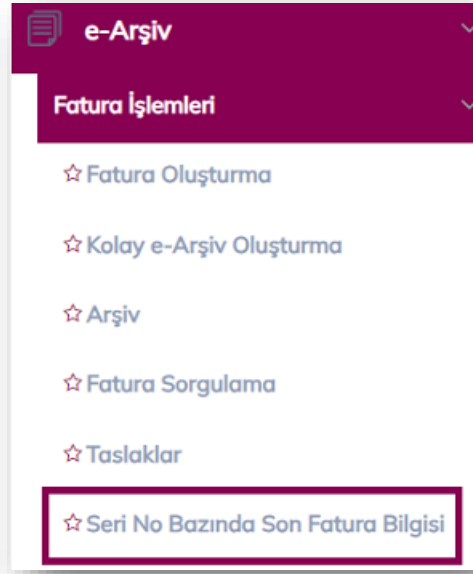 e-Arşiv
Fatura İşlemleri
Fatura Oluşturma
Kolay e-Arşiv Oluşturma
Arşiv
Fatura Sorgulama
Taslaklar
Seri No Bazında Son Fatura Bilgisi